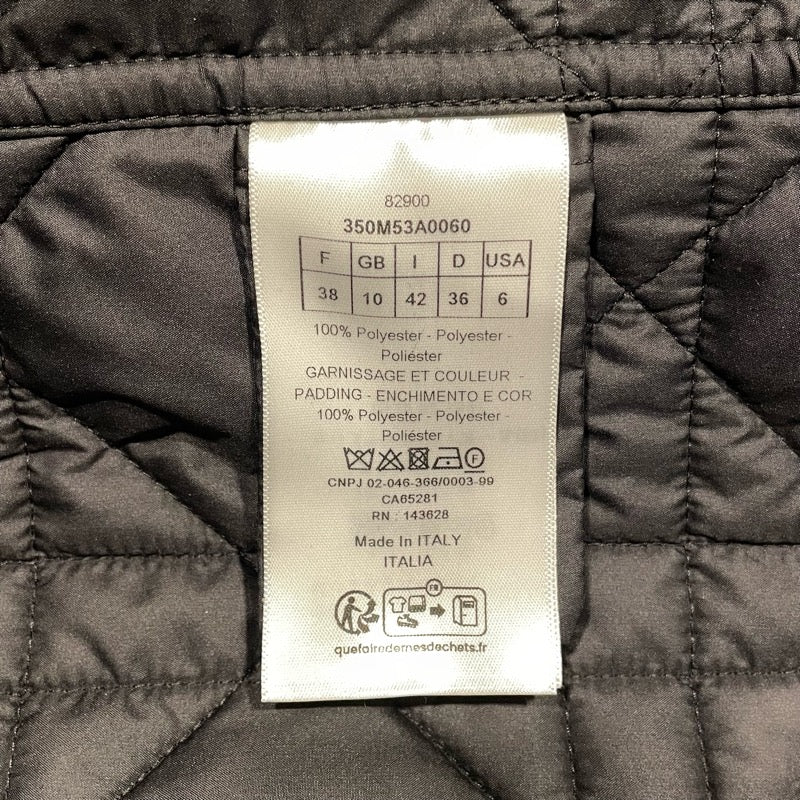 82900
350M53A0060
F GB I D USA
38 10 42 36 6
100% Polyester - Polyester -
Poliéster
GARNISSAGE ET COULEUR -
PADDING - ENCHIMENTO E COR
100% Polyester - Polyester -
Poliéster
F
CNPJ 02-046-366/0003-99
CA65281
RN : 143628
Made In ITALY
ITALIA
FR
quefairedemesdechets.fr